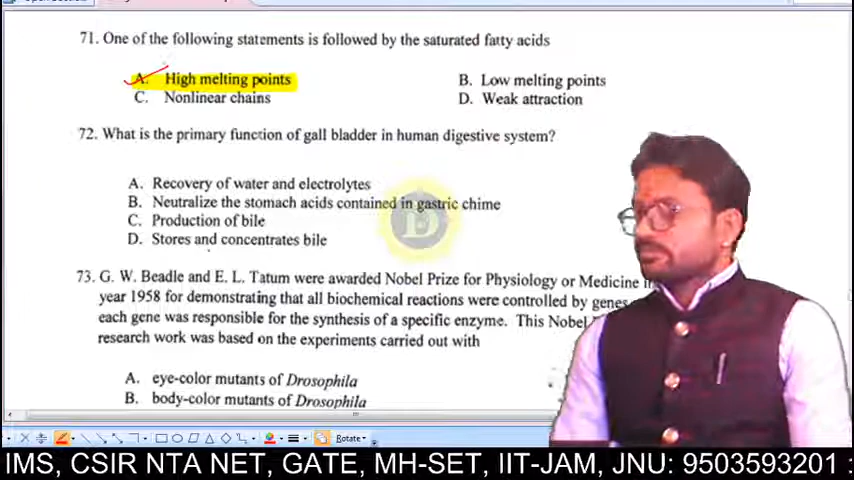 71. One of the following statements is followed by the saturated fatty acids
A. High melting points
B. Low melting points
C. Nonlinear chains
D. Weak attraction
72. What is the primary function of gall bladder in human digestive system?
A. Recovery of water and electrolytes
B. Neutralize the stomach acids contained in gastric chime
C. Production of bile
D. Stores and concentrates bile
73. G. W. Beadle and E. L. Tatum were awarded Nobel Prize for Physiology or Medicine
year 1958 for demonstrating that all biochemical reactions were controlled by genes
each gene was responsible for the synthesis of a specific enzyme. This Nobel
research work was based on the experiments carried out with
A. eye-color mutants of Drosophila
B. body-color mutants of Drosophila
Rotate
IMS, CSIR NTA NET, GATE, MH-SET, IIT-JAM, JNU: 9503593201 :